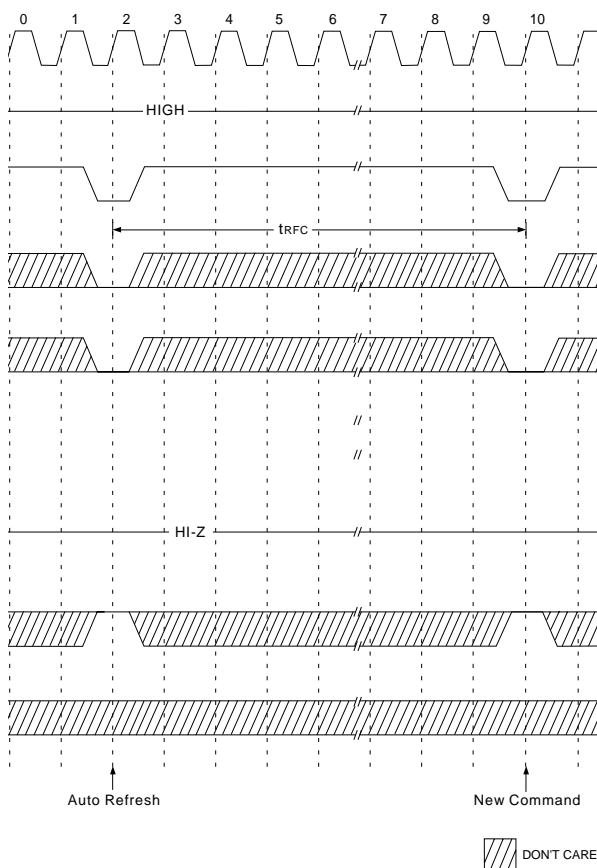 0 1 2 3 4 5 6 7 8 9 10
HIGH
tRFC
HI-Z
Auto Refresh New Command
DON'T CARE